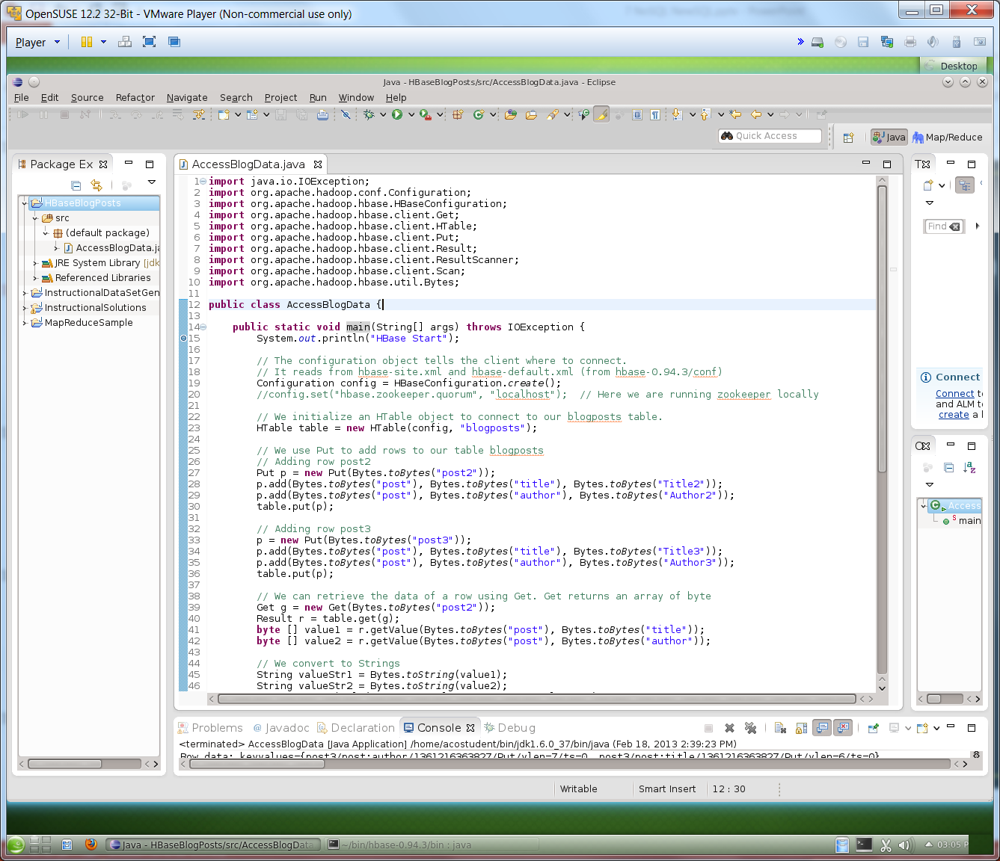 OpenSUSE 12.2 32-Bit - VMware Player (Non-commercial use only)
Player
Desktop
Java - HBaseBlogPosts/src/AccessBlogData.java - Eclipse
File Edit Source Refactor Navigate Search Project Run Window Help
Quick Access
Java
Map/Reduce
Package Ex
HBaseBlogPosts
src
(default package)
AccessBlogData.ja
JRE System Library [jdk
Referenced Libraries
InstructionalDataSetGen
InstructionalSolutions
MapReduceSample
AccessBlogData.java
1 import java.io.IOException;
2 import org.apache.hadoop.conf.Configuration;
3 import org.apache.hadoop.hbase.HBaseConfiguration;
4 import org.apache.hadoop.hbase.client.Get;
5 import org.apache.hadoop.hbase.client.HTable;
6 import org.apache.hadoop.hbase.client.Put;
7 import org.apache.hadoop.hbase.client.Result;
8 import org.apache.hadoop.hbase.client.ResultScanner;
9 import org.apache.hadoop.hbase.client.Scan;
10 import org.apache.hadoop.hbase.util.Bytes;
11
12 public class AccessBlogData {
13
14 public static void main(String[] args) throws IOException {
15 System.out.println("HBase Start");
16
17 // The configuration object tells the client where to connect.
18 // It reads from hbase-site.xml and hbase-default.xml (from hbase-0.94.3/conf)
19 Configuration config = HBaseConfiguration.create();
20 //config.set("hbase.zookeeper.quorum", "localhost"); // Here we are running zookeeper locally
21
22 // We initialize an HTable object to connect to our blogposts table.
23 HTable table = new HTable(config, "blogposts");
24
25 // We use Put to add rows to our table blogposts
26 // Adding row post2
27 Put p = new Put(Bytes.toBytes("post2"));
28 p.add(Bytes.toBytes("post"), Bytes.toBytes("title"), Bytes.toBytes("Title2"));
29 p.add(Bytes.toBytes("post"), Bytes.toBytes("author"), Bytes.toBytes("Author2"));
30 table.put(p);
31
32 // Adding row post3
33 p = new Put(Bytes.toBytes("post3"));
34 p.add(Bytes.toBytes("post"), Bytes.toBytes("title"), Bytes.toBytes("Title3"));
35 p.add(Bytes.toBytes("post"), Bytes.toBytes("author"), Bytes.toBytes("Author3"));
36 table.put(p);
37
38 // We can retrieve the data of a row using Get. Get returns an array of byte
39 Get g = new Get(Bytes.toBytes("post2"));
40 Result r = table.get(g);
41 byte [] value1 = r.getValue(Bytes.toBytes("post"), Bytes.toBytes("title"));
42 byte [] value2 = r.getValue(Bytes.toBytes("post"), Bytes.toBytes("author"));
43
44 // We convert to Strings
45 String valueStr1 = Bytes.toString(value1);
46 String valueStr2 = Bytes.toString(value2);
T
Find
Connect
Connect to
and ALM to
create a l
O
Access
main
Problems @ Javadoc Declaration Console Debug
<terminated> AccessBlogData [Java Application] /home/acostudent/bin/jdk1.6.0_37/bin/java (Feb 18, 2013 2:39:23 PM)
Row data: keyvalues={post3/post:author/1361216363827/Put/vlen=7/ts=0, post3/post:title/1361216363827/Put/vlen=6/ts=0}
Writable
Smart Insert
12 : 30
Java - HBaseBlogPosts/src/AccessBlogData
~/bin/hbase-0.94.3/bin : java
03:05 P